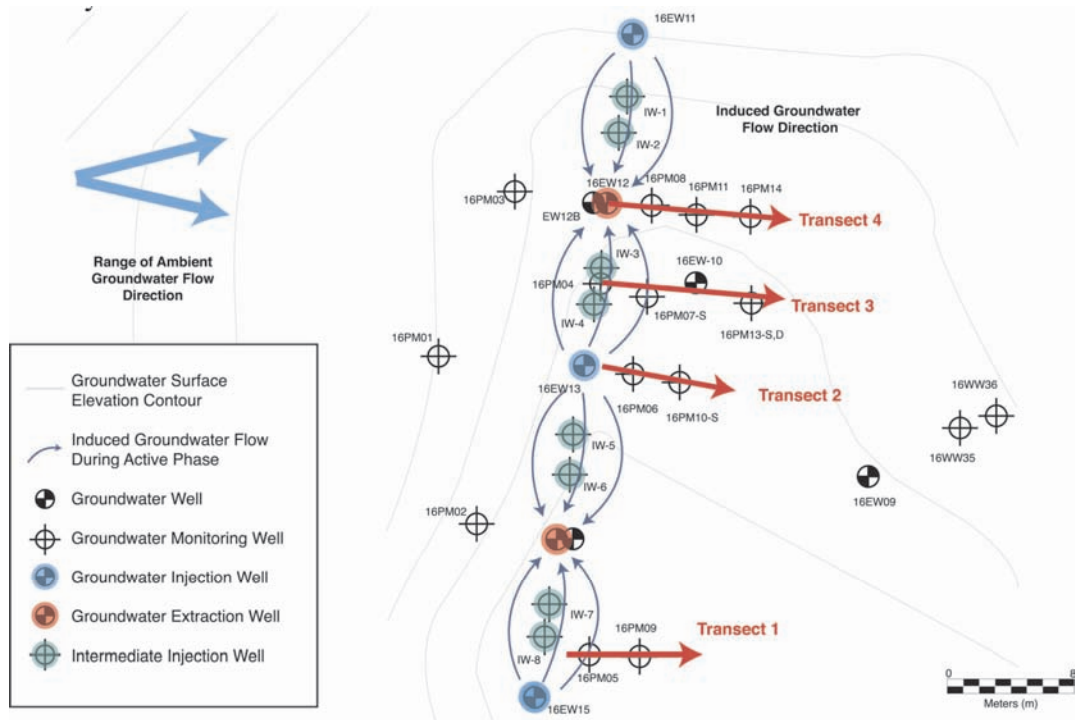 y
16EW11
IW-1
IW-2
Induced Groundwater
Flow Direction
16EW12
16PM08
16PM11
16PM14
16PM03
EW12B
Transect 4
Range of Ambient
Groundwater Flow
Direction
IW-3
16EW-10
16PM04
IW-4
16PM07-S
16PM13-S,D
Transect 3
16PM01
16EW13
16PM06
16PM10-S
Transect 2
16WW36
16WW35
IW-5
IW-6
16EW09
16PM02
IW-7
IW-8
16PM09
16PM05
Transect 1
16EW15
Groundwater Surface
Elevation Contour
Induced Groundwater Flow
During Active Phase
Groundwater Well
Groundwater Monitoring Well
Groundwater Injection Well
Groundwater Extraction Well
Intermediate Injection Well
0 8
Meters (m)